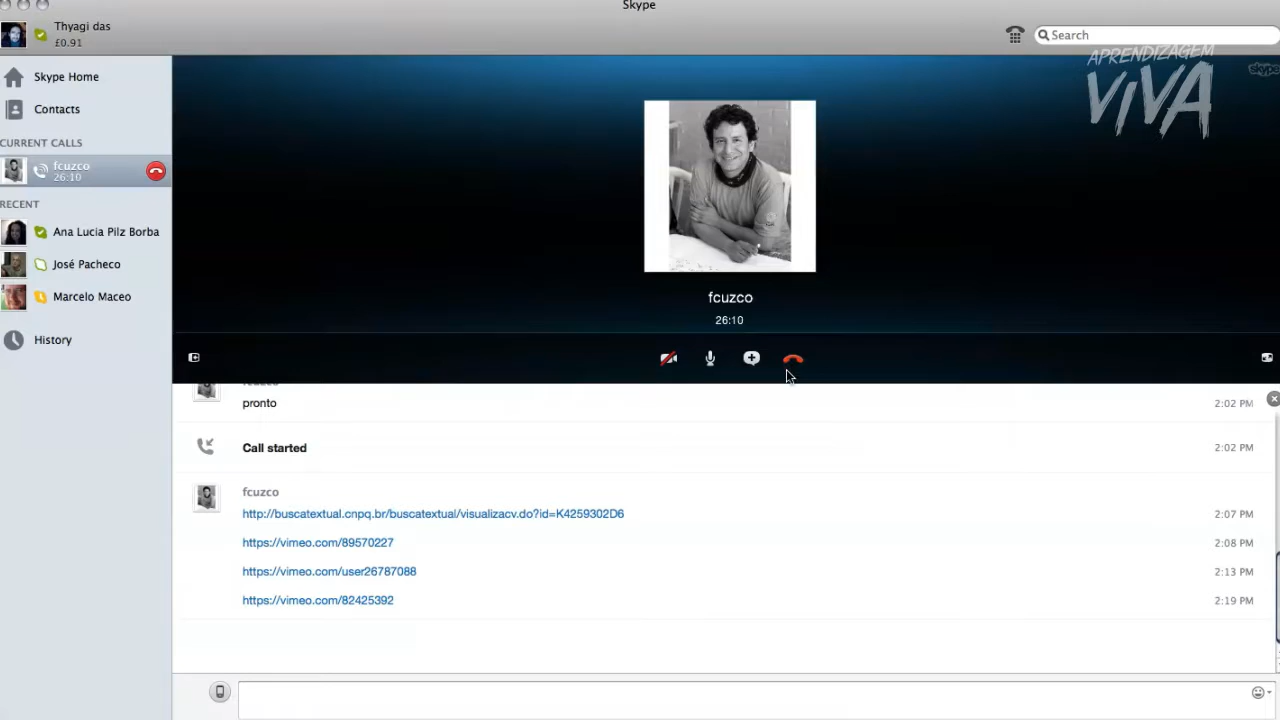 Skype
Thyagi das
£0.91
Search
APRENDIZAGEM
VIVA
skype
Skype Home
Contacts
CURRENT CALLS
fcuzco
26:10
RECENT
Ana Lucia Pilz Borba
José Pacheco
Marcelo Maceo
History
fcuzco
26:10
fcuzco
pronto
2:02 PM
Call started
2:02 PM
fcuzco
http://buscatextual.cnpq.br/buscatextual/visualizacv.do?id=K4259302D6
2:07 PM
https://vimeo.com/89570227
2:08 PM
https://vimeo.com/user26787088
2:13 PM
https://vimeo.com/82425392
2:19 PM